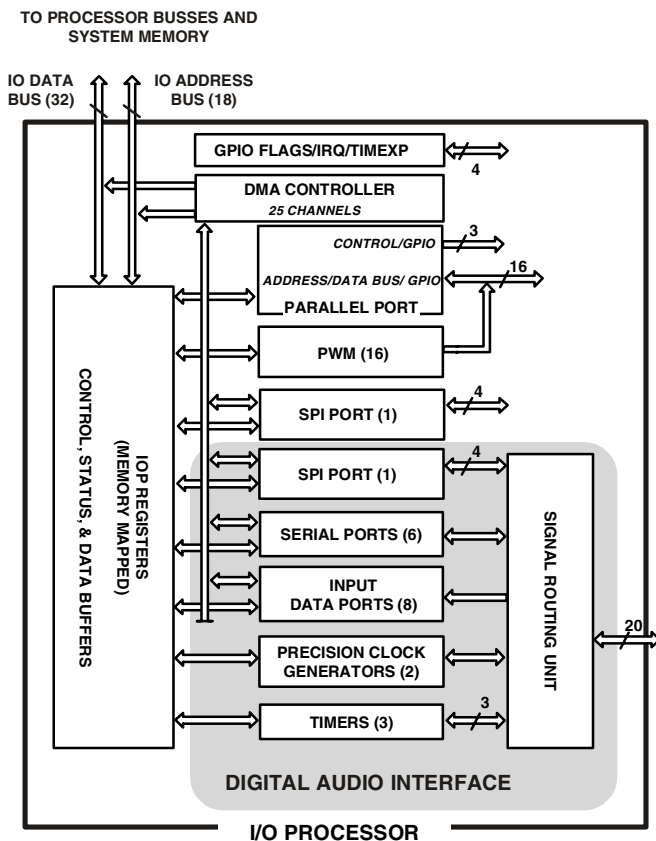 TO PROCESSOR BUSSES AND
SYSTEM MEMORY
IO DATA
BUS (32)
IO ADDRESS
BUS (18)
GPIO FLAGS/IRQ/TIMEXP
4
DMA CONTROLLER
25 CHANNELS
CONTROL/GPIO
3
ADDRESS/DATA BUS/ GPIO
16
PARALLEL PORT
PWM (16)
SPI PORT (1)
4
SPI PORT (1)
4
SERIAL PORTS (6)
INPUT
DATA PORTS (8)
PRECISION CLOCK
GENERATORS (2)
TIMERS (3)
3
IOP REGISTERS
(MEMORY MAPPED)
CONTROL, STATUS, & DATA BUFFERS
SIGNAL ROUTING UNIT
20
DIGITAL AUDIO INTERFACE
I/O PROCESSOR